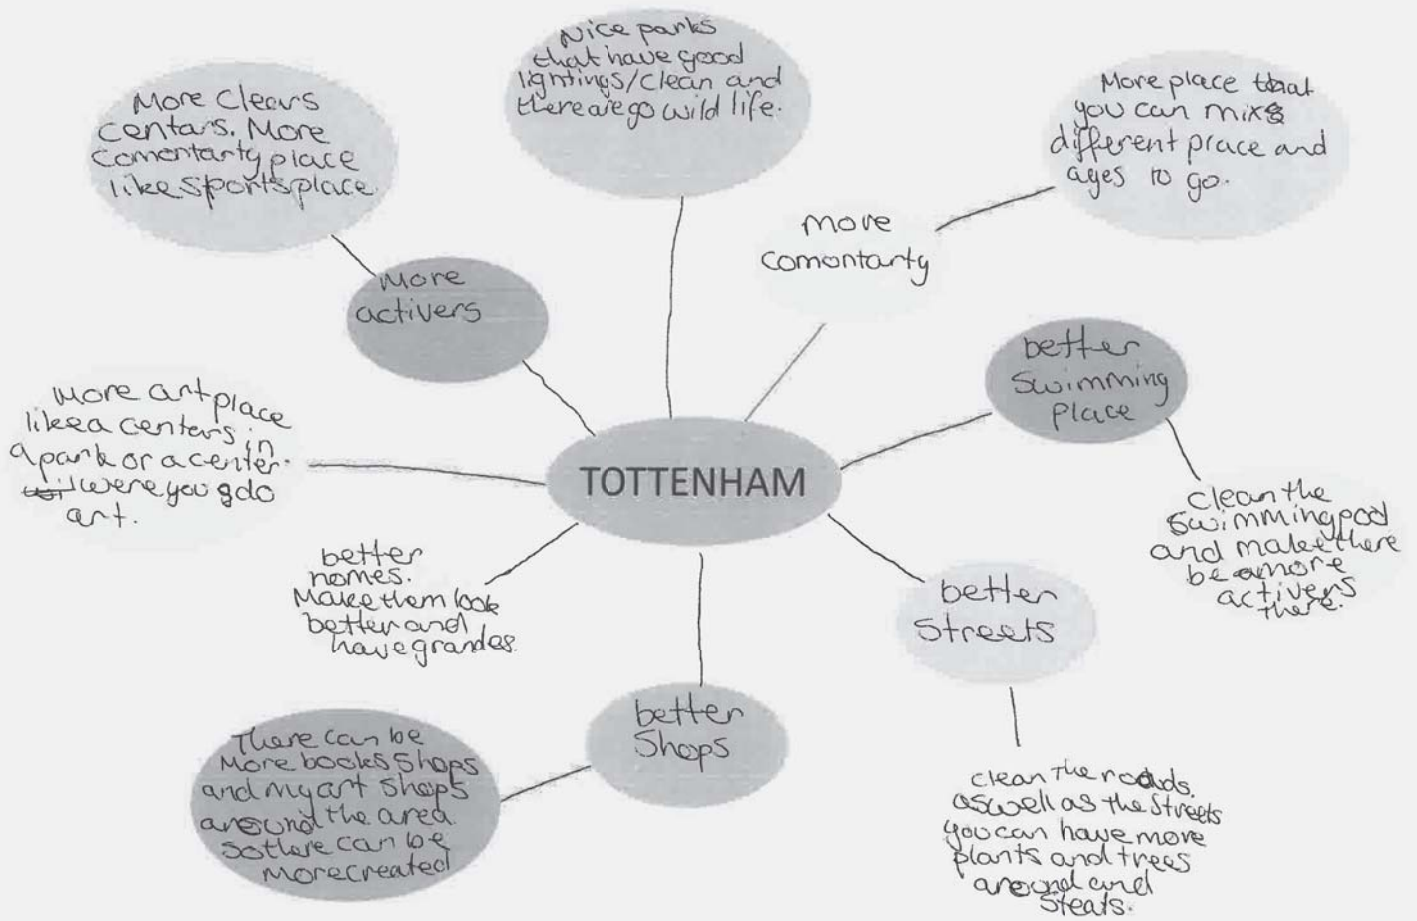 Nice parks
that have good
lightings/clean and
there are go wild life.
More clears
centars. More
comontarty place
like sports place.
More place that
you can mix
different prace and
ages to go.
more
comontarty
More
activers
better
swimming
place
More art place
like a centers in
a park or a center.
were you do
art.
TOTTENHAM
clean the
swimming pool
and make there
be more
activers
there.
better
homes.
Make them look
better and
have grandes.
better
streets
better
shops
There can be
More books shops
and my art shops
around the area
so there can be
more created
clean the roads.
as well as the streets
you can have more
plants and trees
around and
steats.